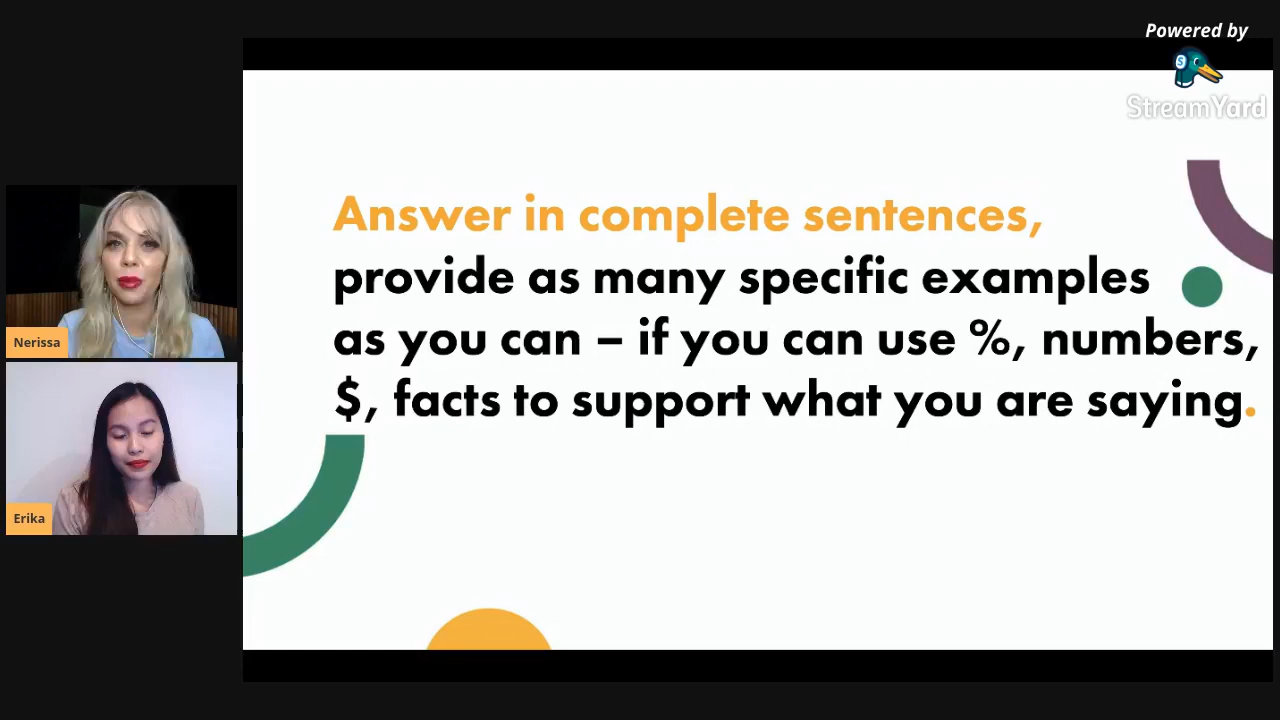 Powered by
S
StreamYard
Answer in complete sentences,
provide as many specific examples
as you can – if you can use %, numbers,
$, facts to support what you are saying.
Nerissa
Erika